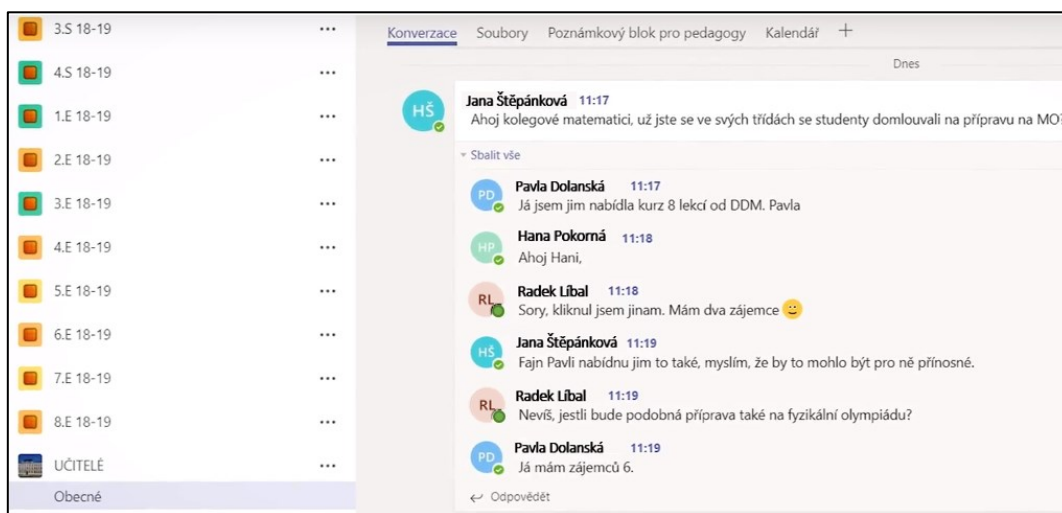 3.S 18-19
4.S 18-19
1.E 18-19
2.E 18-19
3.E 18-19
4.E 18-19
5.E 18-19
6.E 18-19
7.E 18-19
8.E 18-19
UČITELÉ
Obecné
Konverzace Soubory Poznámkový blok pro pedagogy Kalendář +
Dnes
HŠ
Jana Štěpánková 11:17
Ahoj kolegové matematici, už jste se ve svých třídách se studenty domlouvali na přípravu na MO?
Sbalit vše
PD
Pavla Dolanská 11:17
Já jsem jim nabídla kurz 8 lekcí od DDM. Pavla
HP
Hana Pokorná 11:18
Ahoj Hani,
RL
Radek Líbal 11:18
Sory, kliknul jsem jinam. Mám dva zájemce
HŠ
Jana Štěpánková 11:19
Fajn Pavli nabídnu jim to také, myslím, že by to mohlo být pro ně přínosné.
RL
Radek Líbal 11:19
Nevíš, jestli bude podobná příprava také na fyzikální olympiádu?
PD
Pavla Dolanská 11:19
Já mám zájemců 6.
Odpovědět